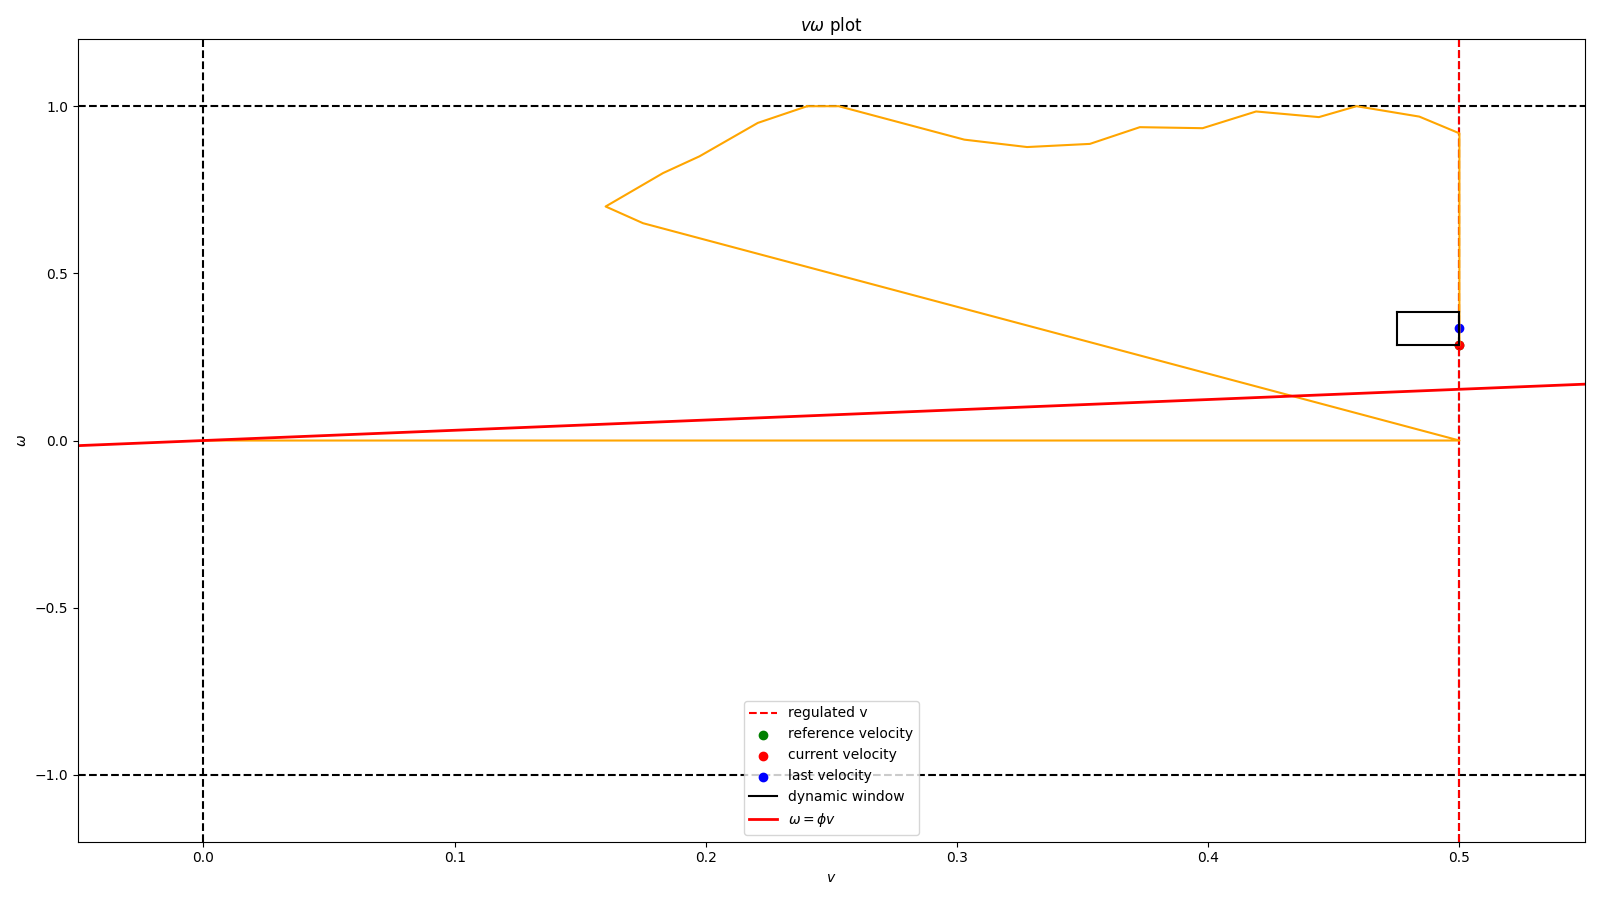 vω plot
1.0
0.5
0.0
−0.5
−1.0
ω
regulated v
reference velocity
current velocity
last velocity
dynamic window
ω = ϕv
0.0 0.1 0.2 0.3 0.4 0.5
v